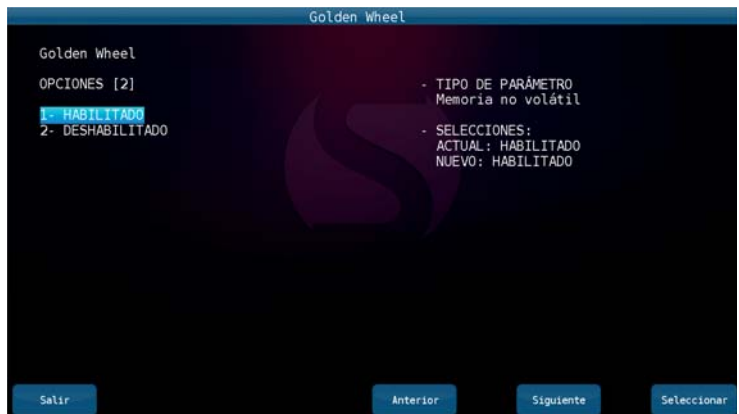 Golden Wheel
Golden Wheel
OPCIONES [2]
1- HABILITADO
2- DESHABILITADO
- TIPO DE PARÁMETRO
Memoria no volátil
- SELECCIONES:
ACTUAL: HABILITADO
NUEVO: HABILITADO
Salir
Anterior
Siguiente
Seleccionar